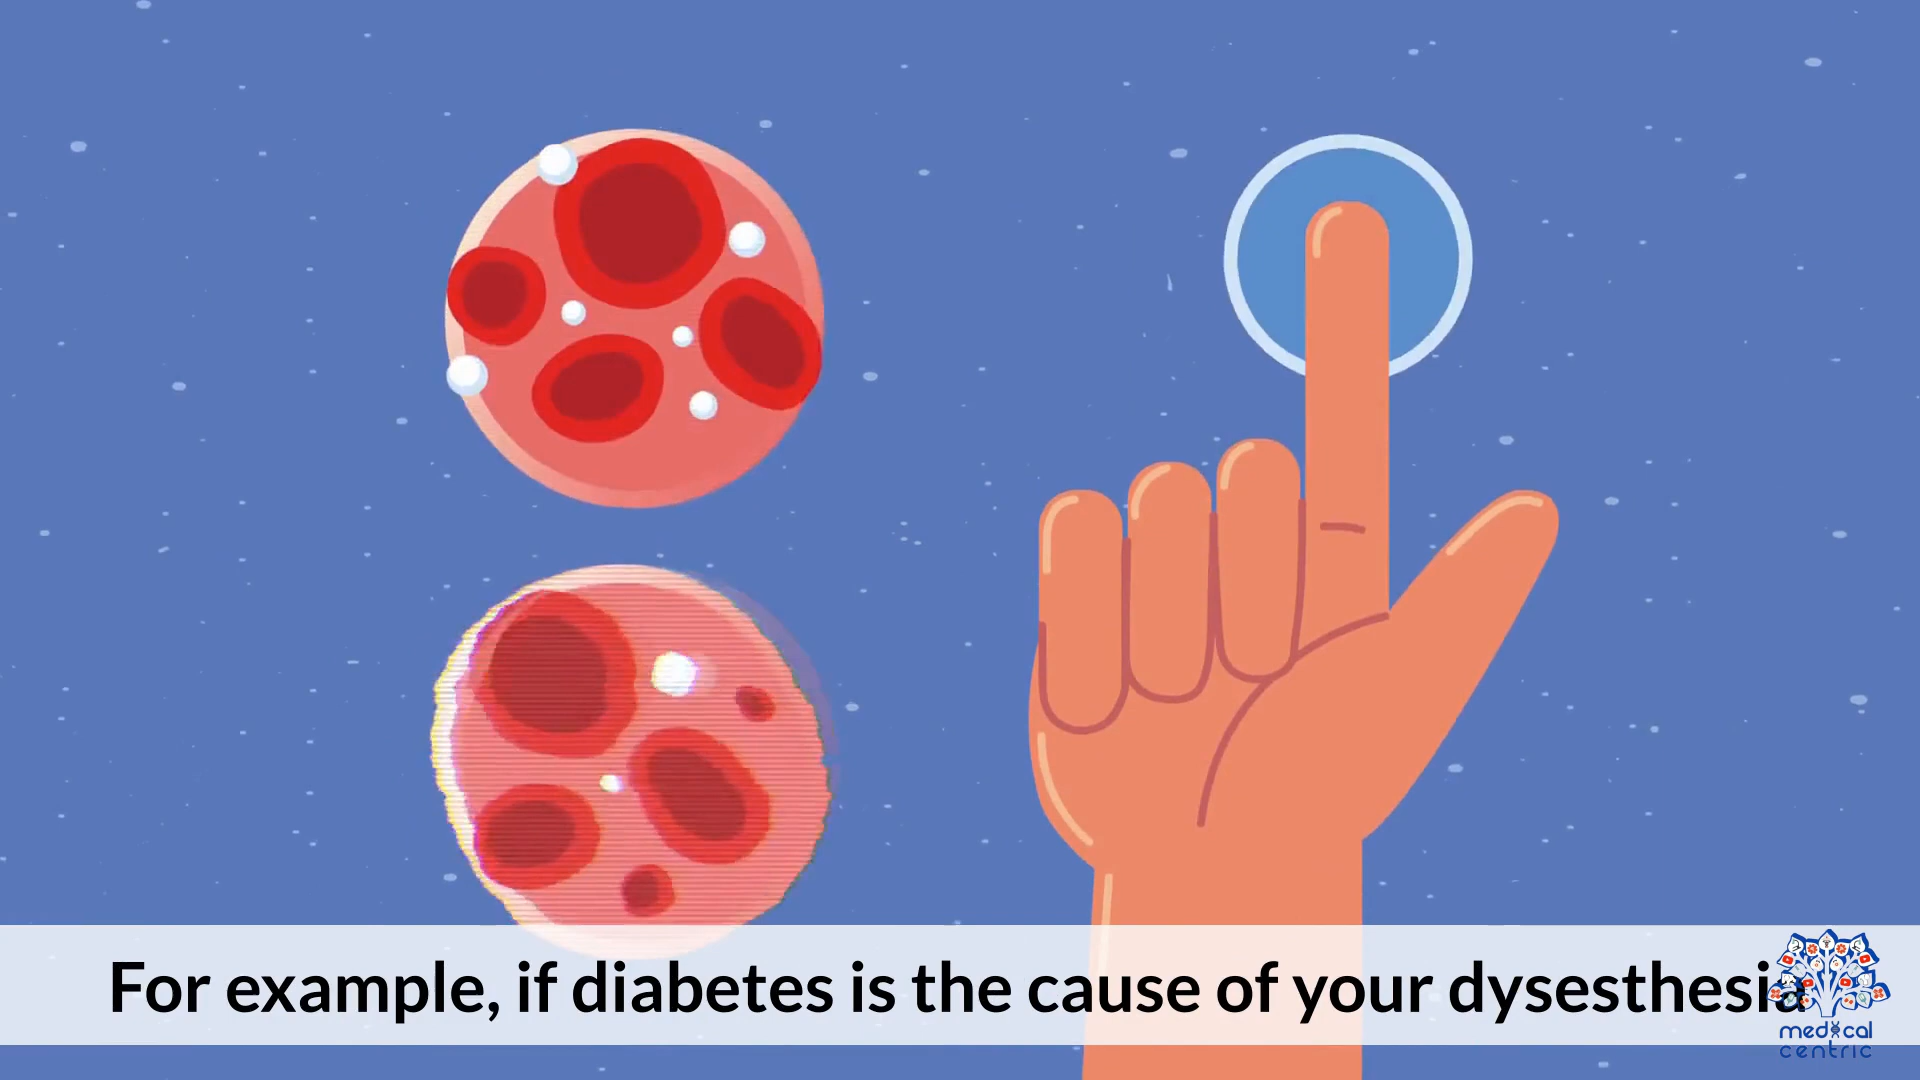 For example, if diabetes is the cause of your dysesthesia
medical
centric